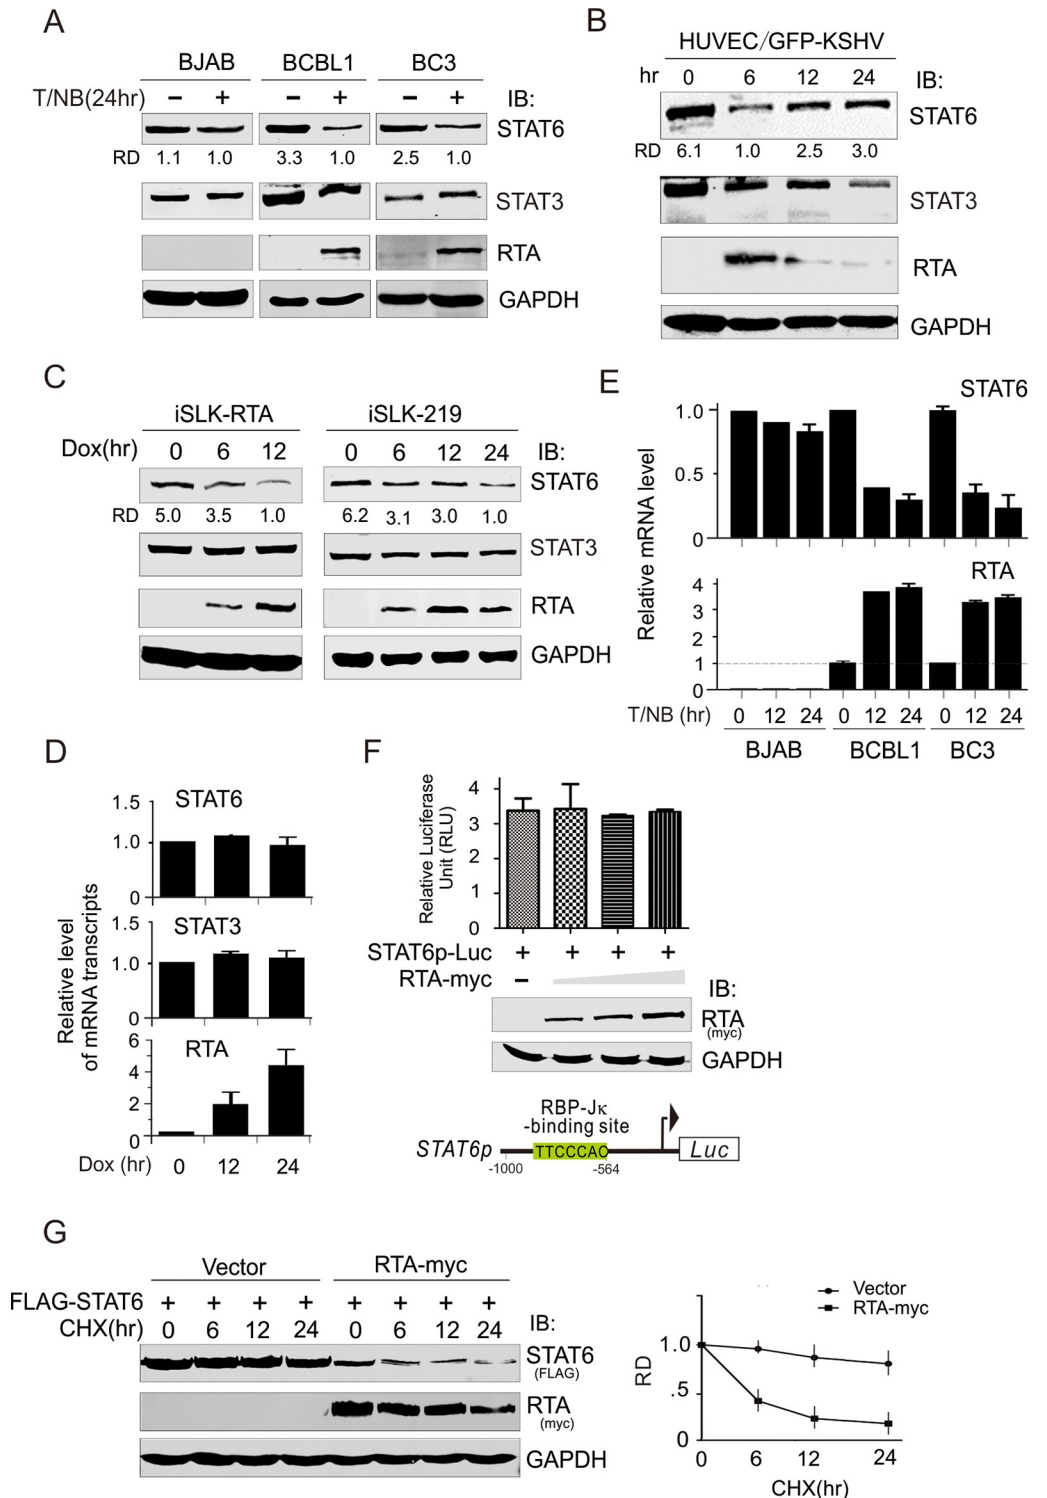 A
BJAB BCBL1 BC3
T/NB(24hr) − + − + − + IB:
STAT6
RD 1.1 1.0 3.3 1.0 2.5 1.0
STAT3
RTA
GAPDH
B
HUVEC/GFP-KSHV
hr 0 6 12 24 IB:
STAT6
RD 6.1 1.0 2.5 3.0
STAT3
RTA
GAPDH
C
iSLK-RTA iSLK-219
Dox(hr) 0 6 12 0 6 12 24 IB:
STAT6
RD 5.0 3.5 1.0 6.2 3.1 3.0 1.0
STAT3
RTA
GAPDH
E
STAT6
1.0
0.5
0
Relative mRNA level
RTA
4
3
2
1
0
T/NB (hr) 0 12 24 0 12 24 0 12 24
BJAB BCBL1 BC3
D
STAT6
1.5
1.0
0
Relative level
of mRNA transcripts
STAT3
1.5
1.0
0
RTA
6
4
2
0
Dox (hr) 0 12 24
F
Relative Luciferase
Unit (RLU)
4
3
2
1
0
STAT6p-Luc + + + +
RTA-myc −
IB:
RTA
(myc)
GAPDH
RBP-Jκ
-binding site
STAT6p TTCCCAC Luc
-1000 -564
G
Vector RTA-myc
FLAG-STAT6 + + + + + + + +
CHX(hr) 0 6 12 24 0 6 12 24 IB:
STAT6
(FLAG)
RTA
(myc)
GAPDH
Vector
RTA-myc
RD
1.0
.5
0
0 6 12 24
CHX(hr)